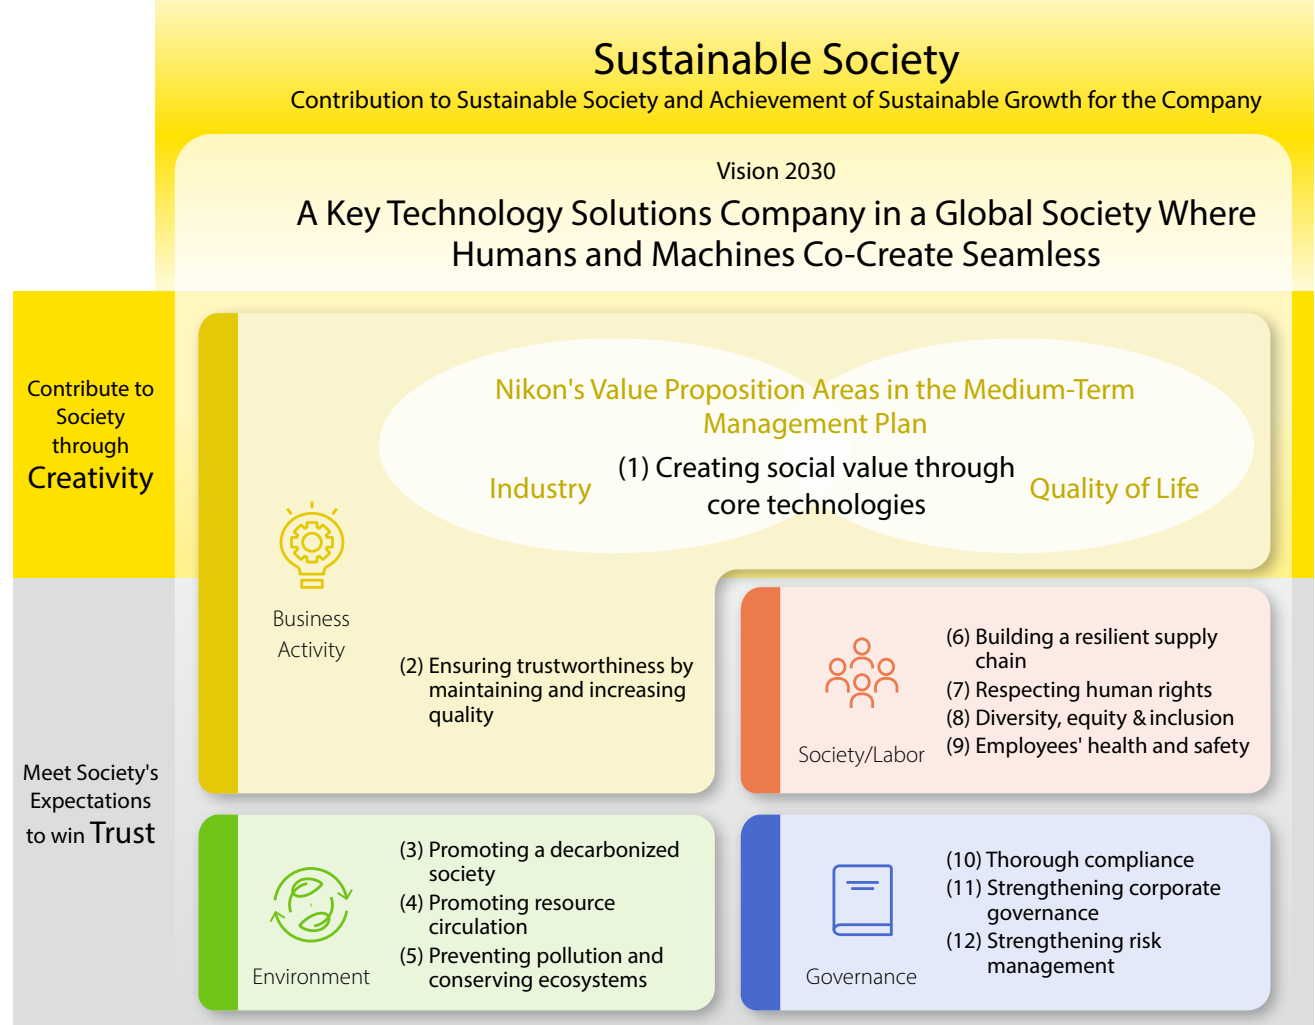 Sustainable Society
Contribution to Sustainable Society and Achievement of Sustainable Growth for the Company
Vision 2030
A Key Technology Solutions Company in a Global Society Where
Humans and Machines Co-Create Seamless
Contribute to
Society
through
Creativity
Nikon's Value Proposition Areas in the Medium-Term
Management Plan
Industry
(1) Creating social value through
core technologies
Quality of Life
Business
Activity
(2) Ensuring trustworthiness by
maintaining and increasing
quality
Society/Labor
(6) Building a resilient supply
chain
(7) Respecting human rights
(8) Diversity, equity & inclusion
(9) Employees' health and safety
Meet Society's
Expectations
to win Trust
Environment
(3) Promoting a decarbonized
society
(4) Promoting resource
circulation
(5) Preventing pollution and
conserving ecosystems
Governance
(10) Thorough compliance
(11) Strengthening corporate
governance
(12) Strengthening risk
management